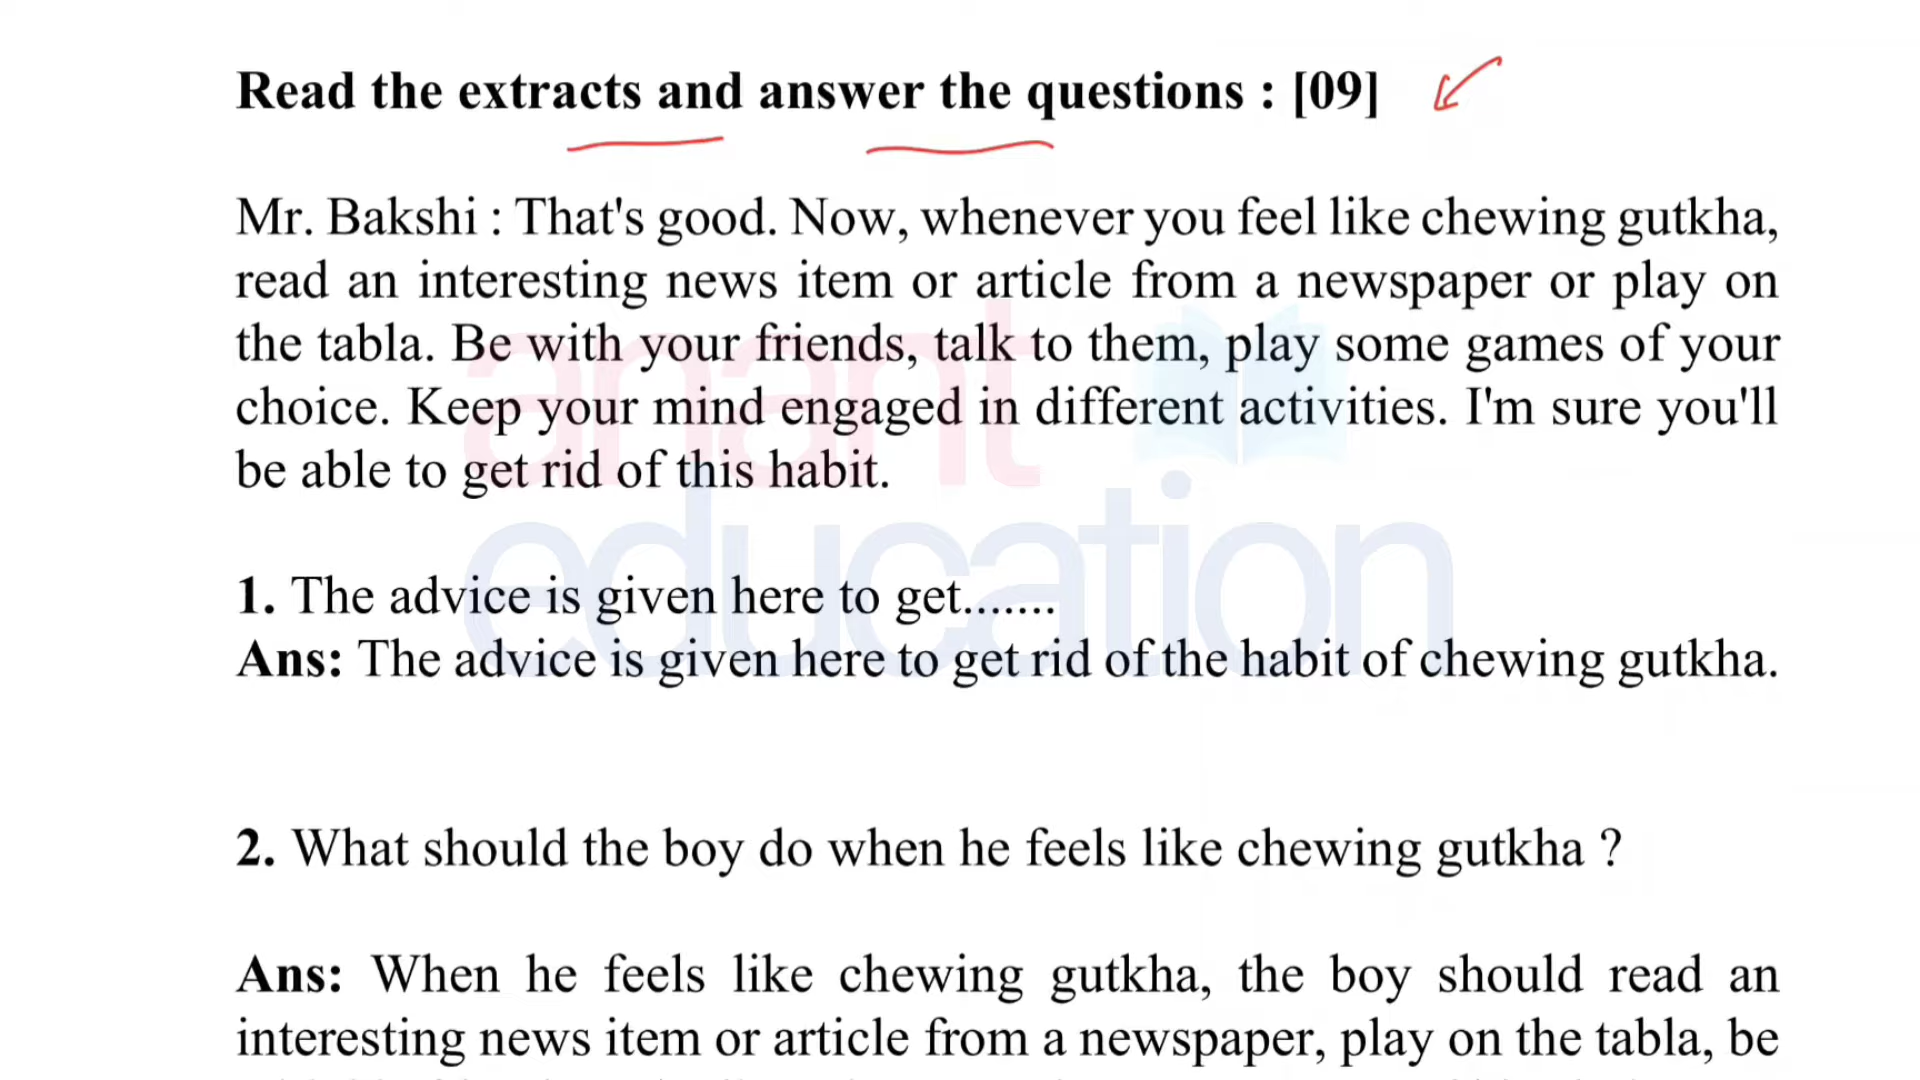 Read the extracts and answer the questions : [09]
Mr. Bakshi : That's good. Now, whenever you feel like chewing gutkha,
read an interesting news item or article from a newspaper or play on
the tabla. Be with your friends, talk to them, play some games of your
choice. Keep your mind engaged in different activities. I'm sure you'll
be able to get rid of this habit.
anant
education
1. The advice is given here to get.......
Ans: The advice is given here to get rid of the habit of chewing gutkha.
2. What should the boy do when he feels like chewing gutkha ?
Ans: When he feels like chewing gutkha, the boy should read an
interesting news item or article from a newspaper, play on the tabla, be